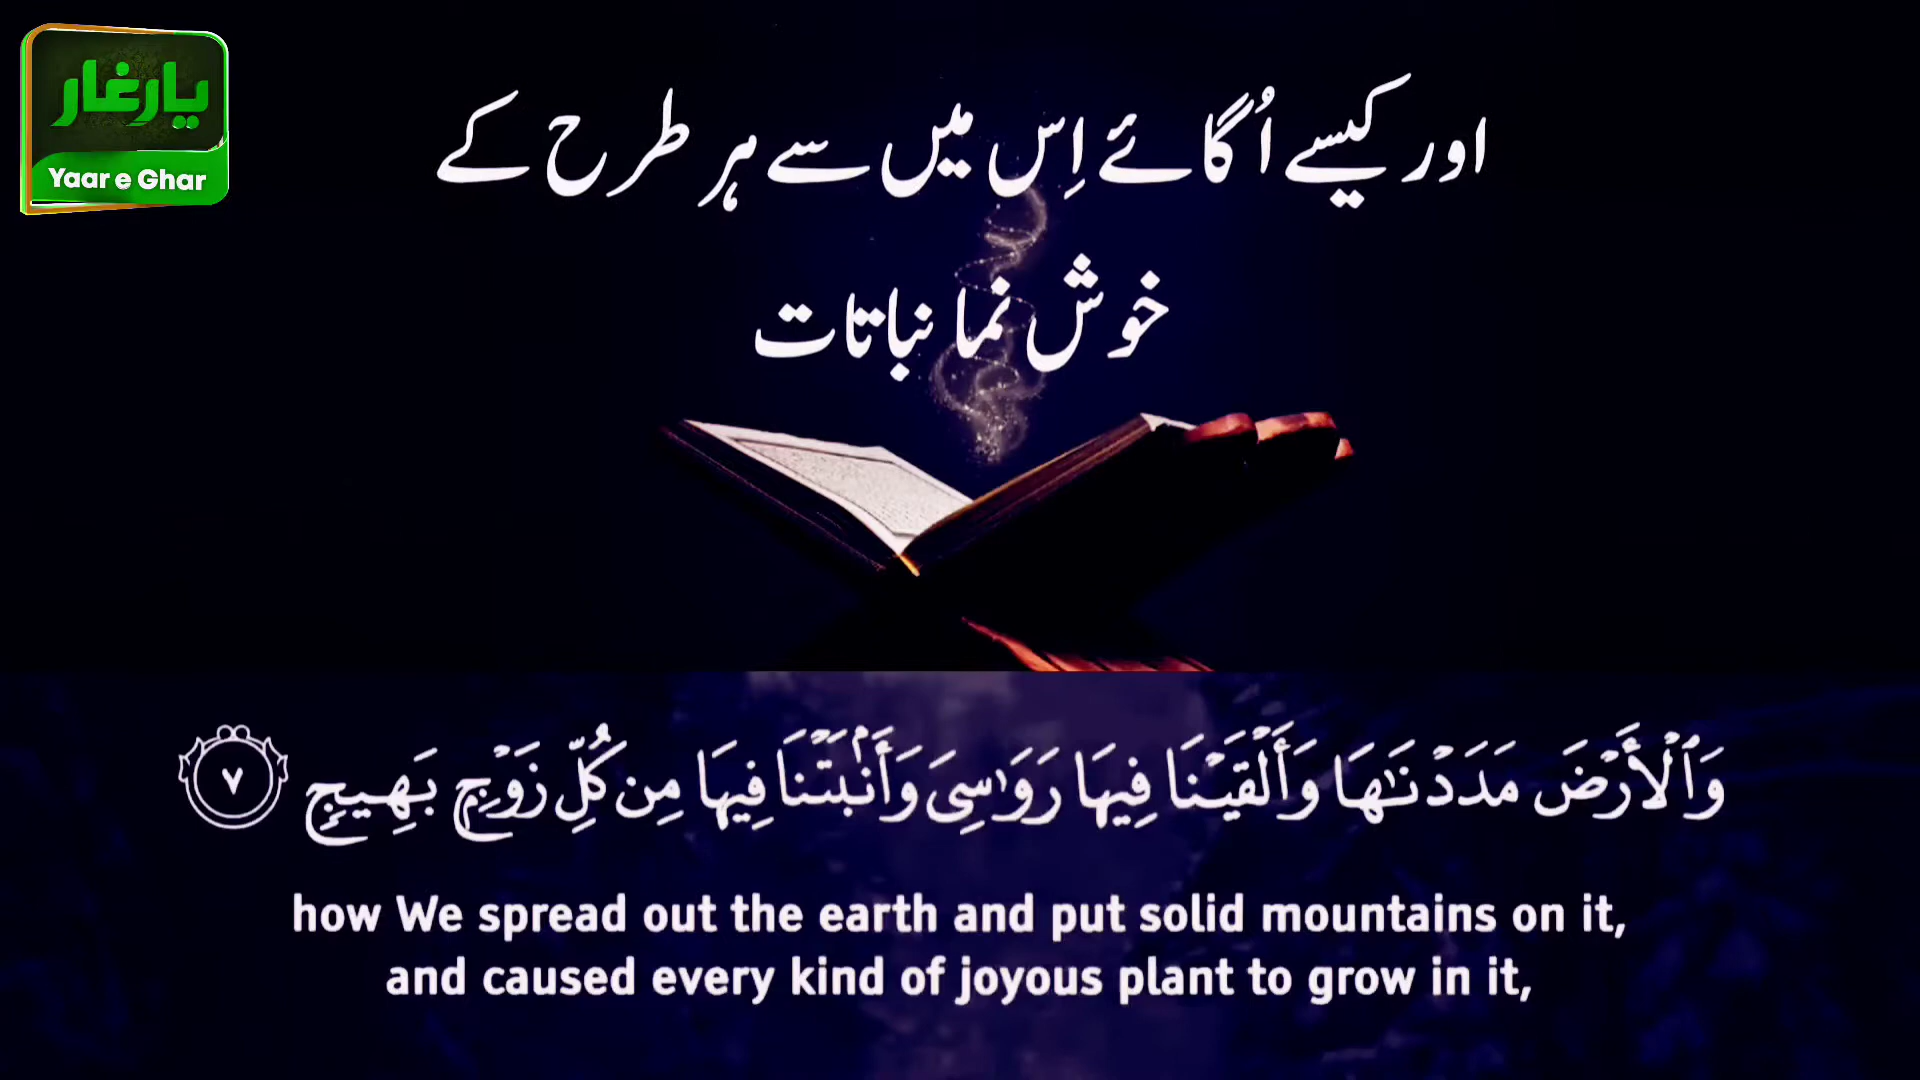 یارغار
Yaar e Ghar
اور کیسے اُگائے اِس میں سے ہر طرح کے
خوش نما نباتات
وَٱلْأَرْضَ مَدَدْنَـٰهَا وَأَلْقَيْنَا فِيهَا رَوَٰسِىَ وَأَنۢبَتْنَا فِيهَا مِن كُلِّ زَوْجٍۭ بَهِيجٍ ٧
how We spread out the earth and put solid mountains on it,
and caused every kind of joyous plant to grow in it,